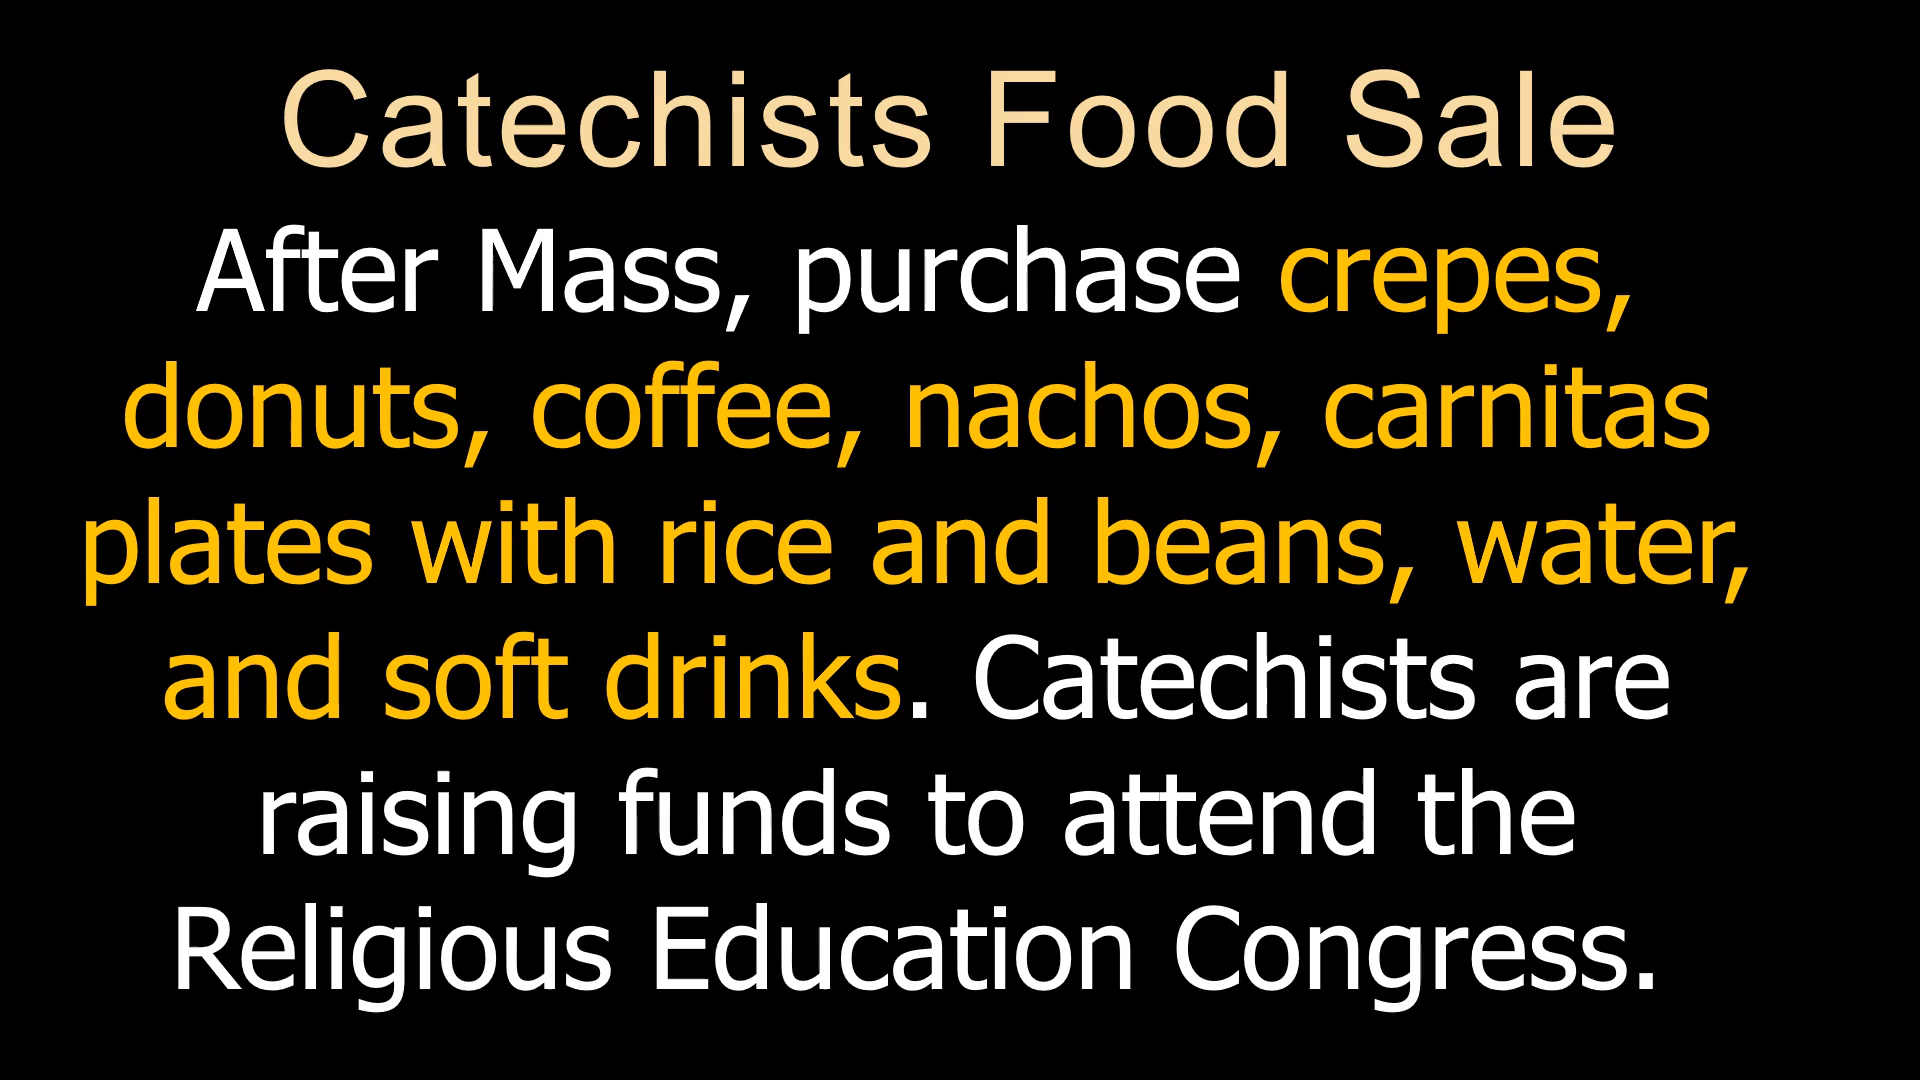 Catechists Food Sale
After Mass, purchase crepes,
donuts, coffee, nachos, carnitas
plates with rice and beans, water,
and soft drinks. Catechists are
raising funds to attend the
Religious Education Congress.